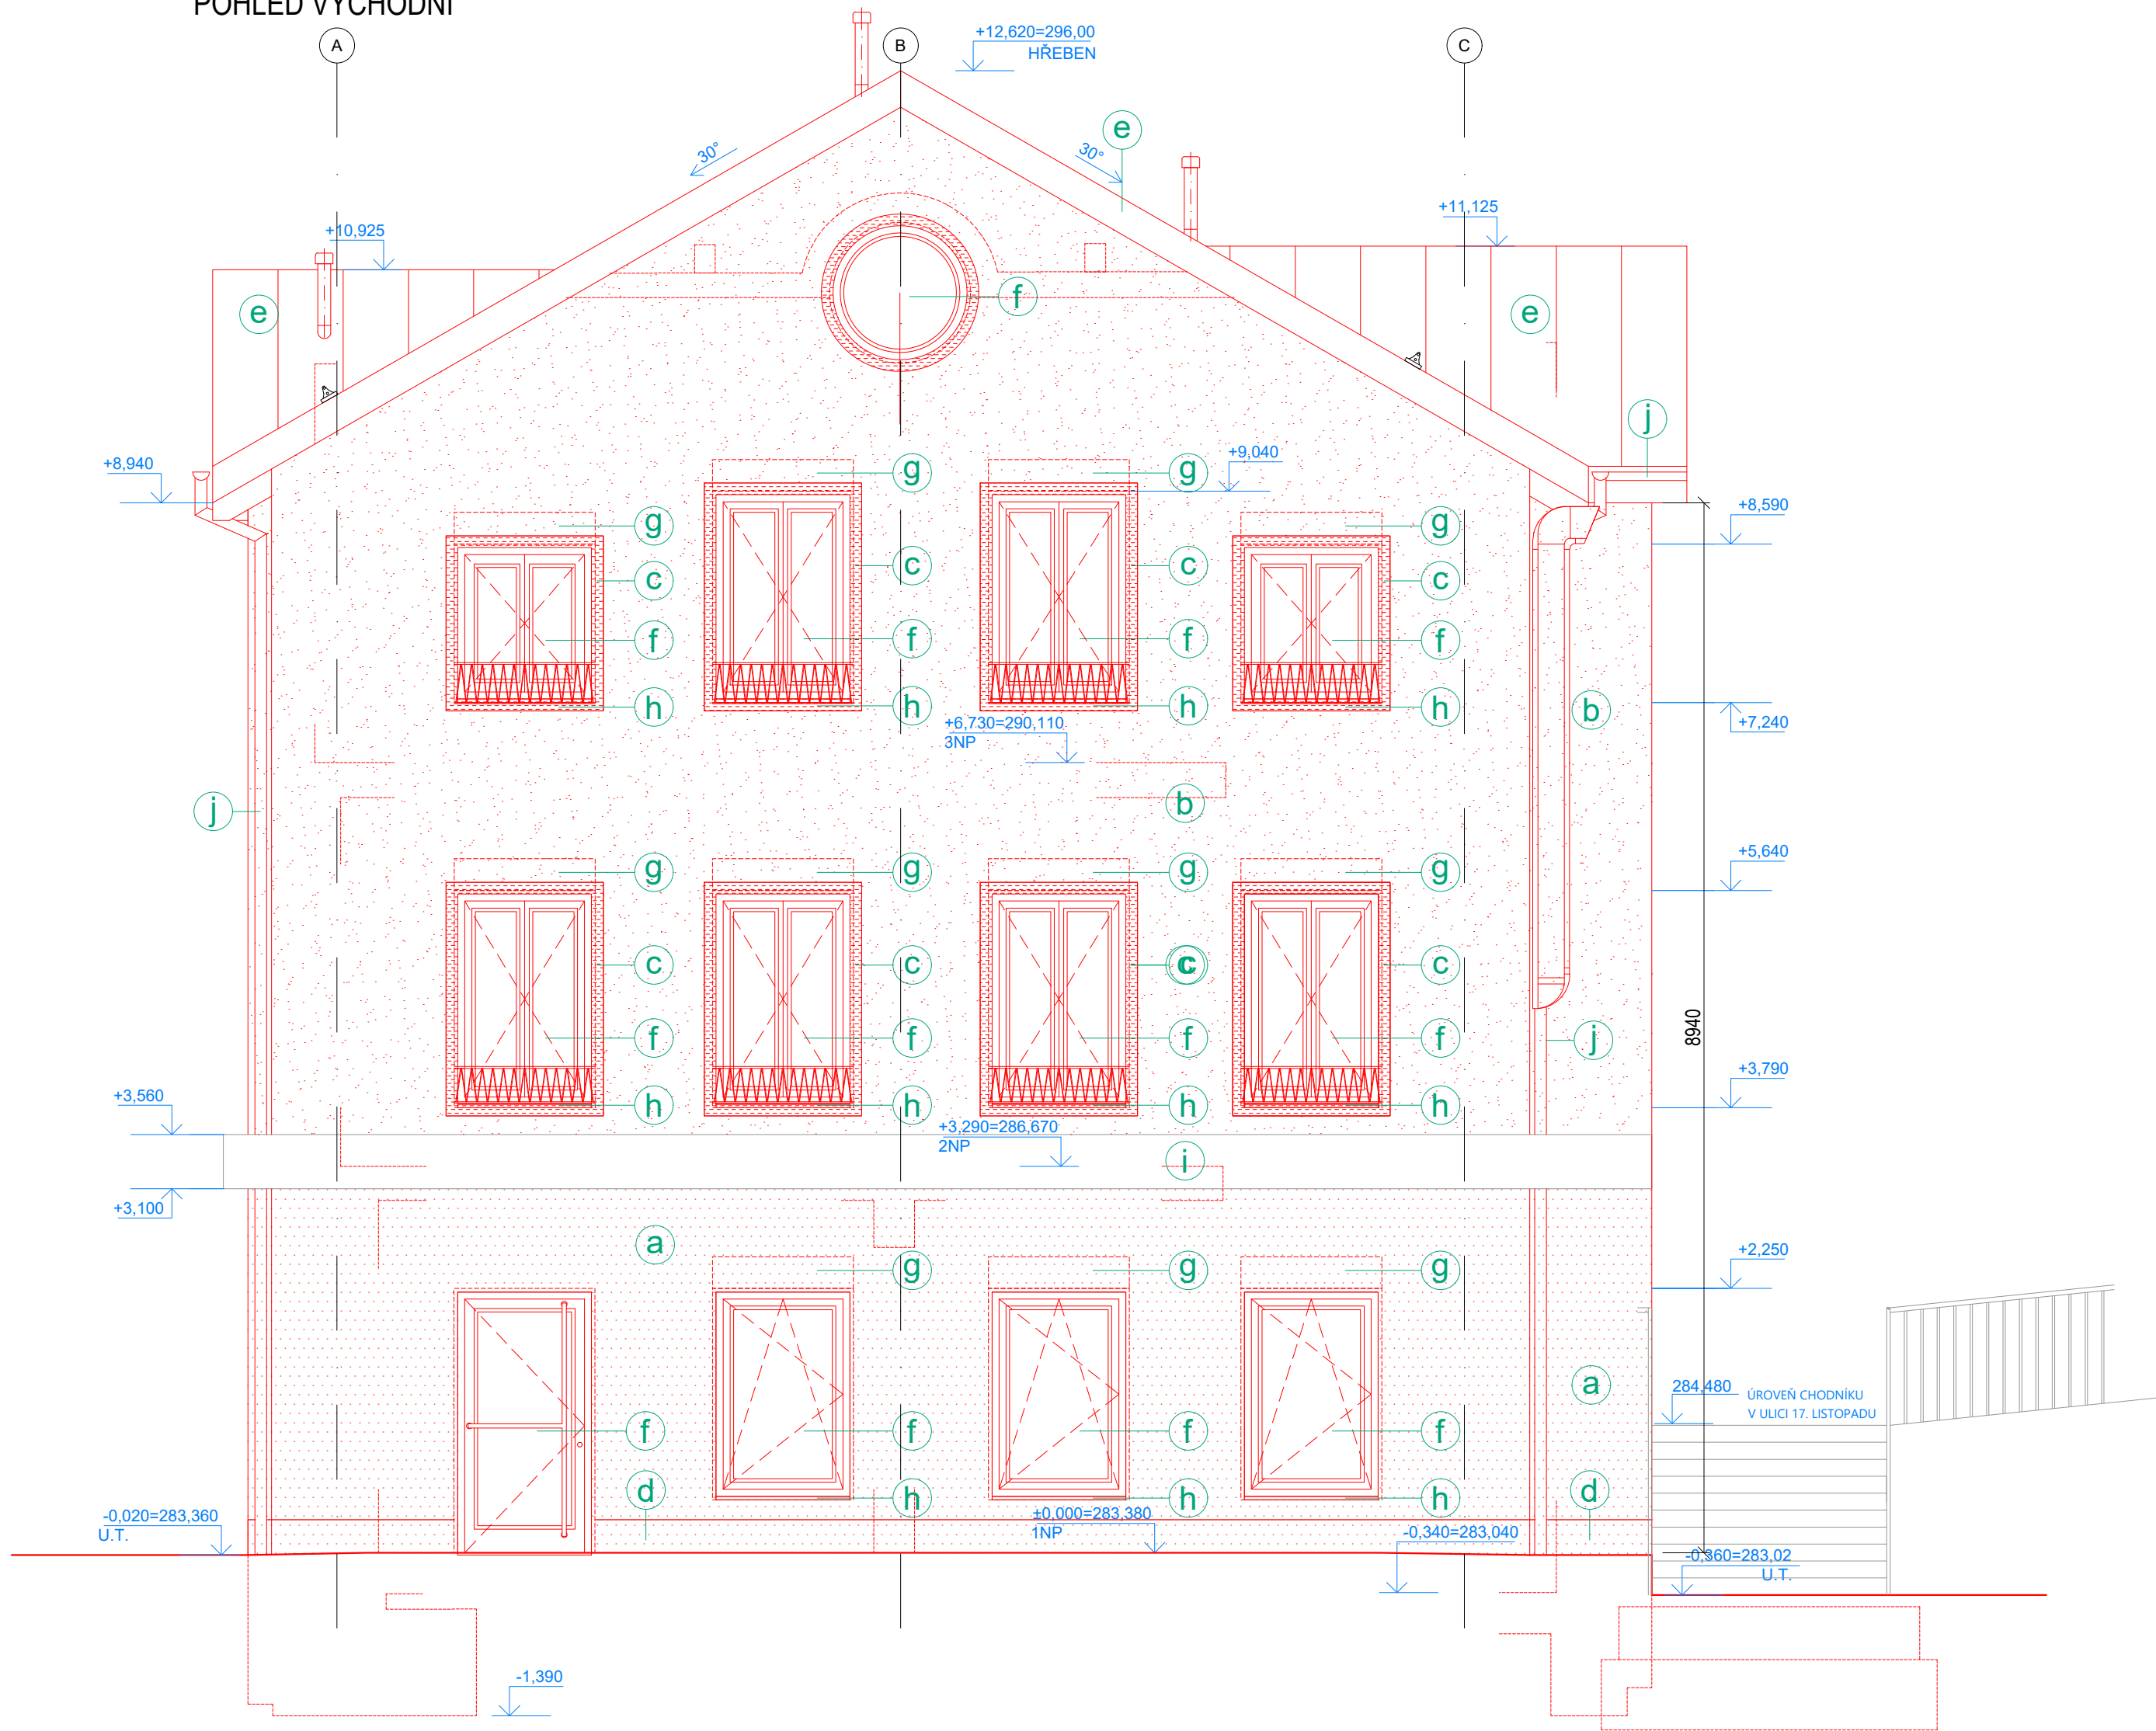 POHLED VÝCHODNÍ
A
B
C
+12,620=296,00
HŘEBEN
e
30°
30°
+11,125
+10,925
e
f
e
j
+8,940
g
g
+9,040
+8,590
g
g
c
c
c
c
f
f
f
f
h
h
h
h
b
+6,730=290,110
3NP
+7,240
j
b
+5,640
g
g
g
g
c
c
c
c
c
8940
f
f
f
f
j
+3,790
+3,560
h
h
h
h
+3,290=286,670
2NP
i
+3,100
a
+2,250
g
g
g
a
284,480
ÚROVEŇ CHODNÍKU
V ULICI 17. LISTOPADU
f
f
f
f
d
h
h
h
d
-0,020=283,360
U.T.
±0,000=283,380
1NP
-0,340=283,040
-0,360=283,02
U.T.
-1,390